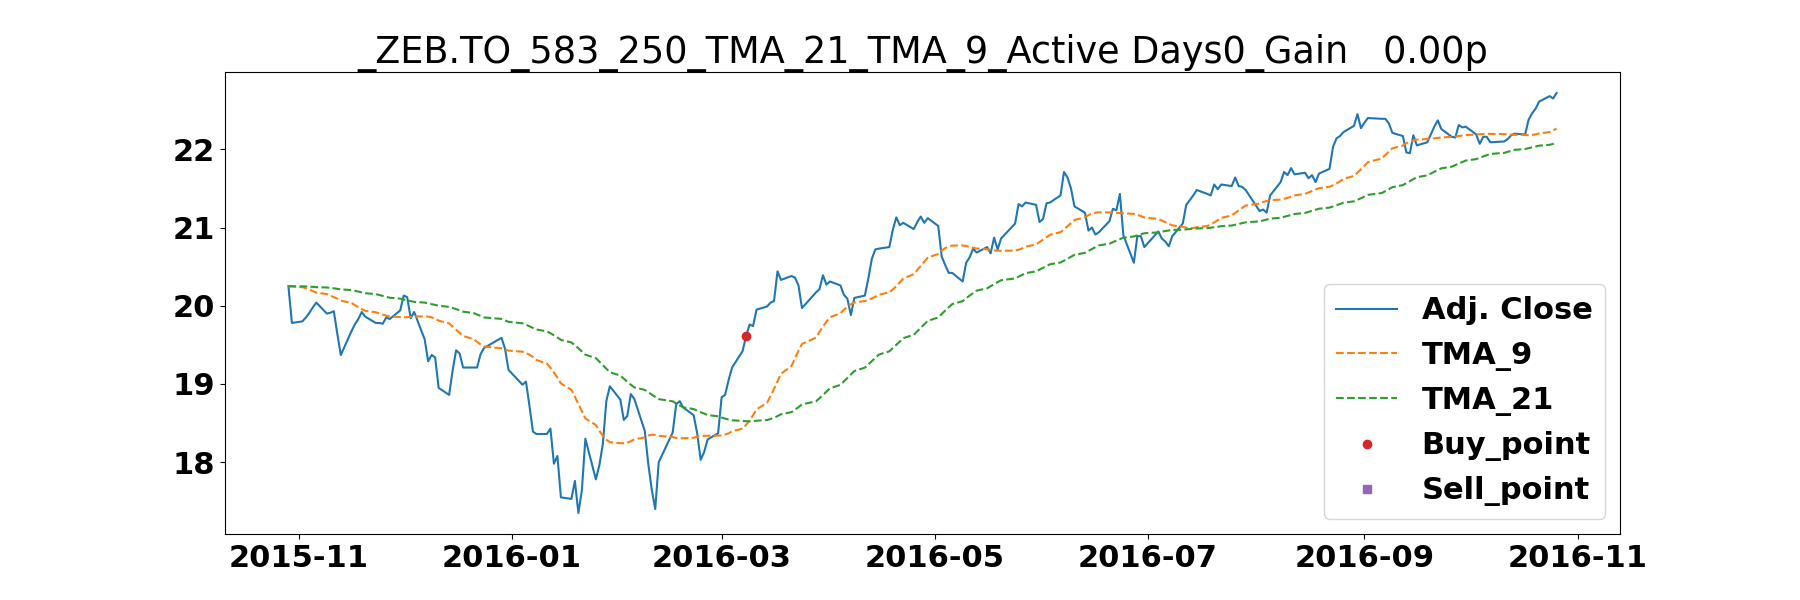 _ZEB.TO_583_250_TMA_21_TMA_9_Active Days0_Gain   0.00p
22
21
20
19
18
Adj. Close
TMA_9
TMA_21
Buy_point
Sell_point
2015-11 2016-01 2016-03 2016-05 2016-07 2016-09 2016-11